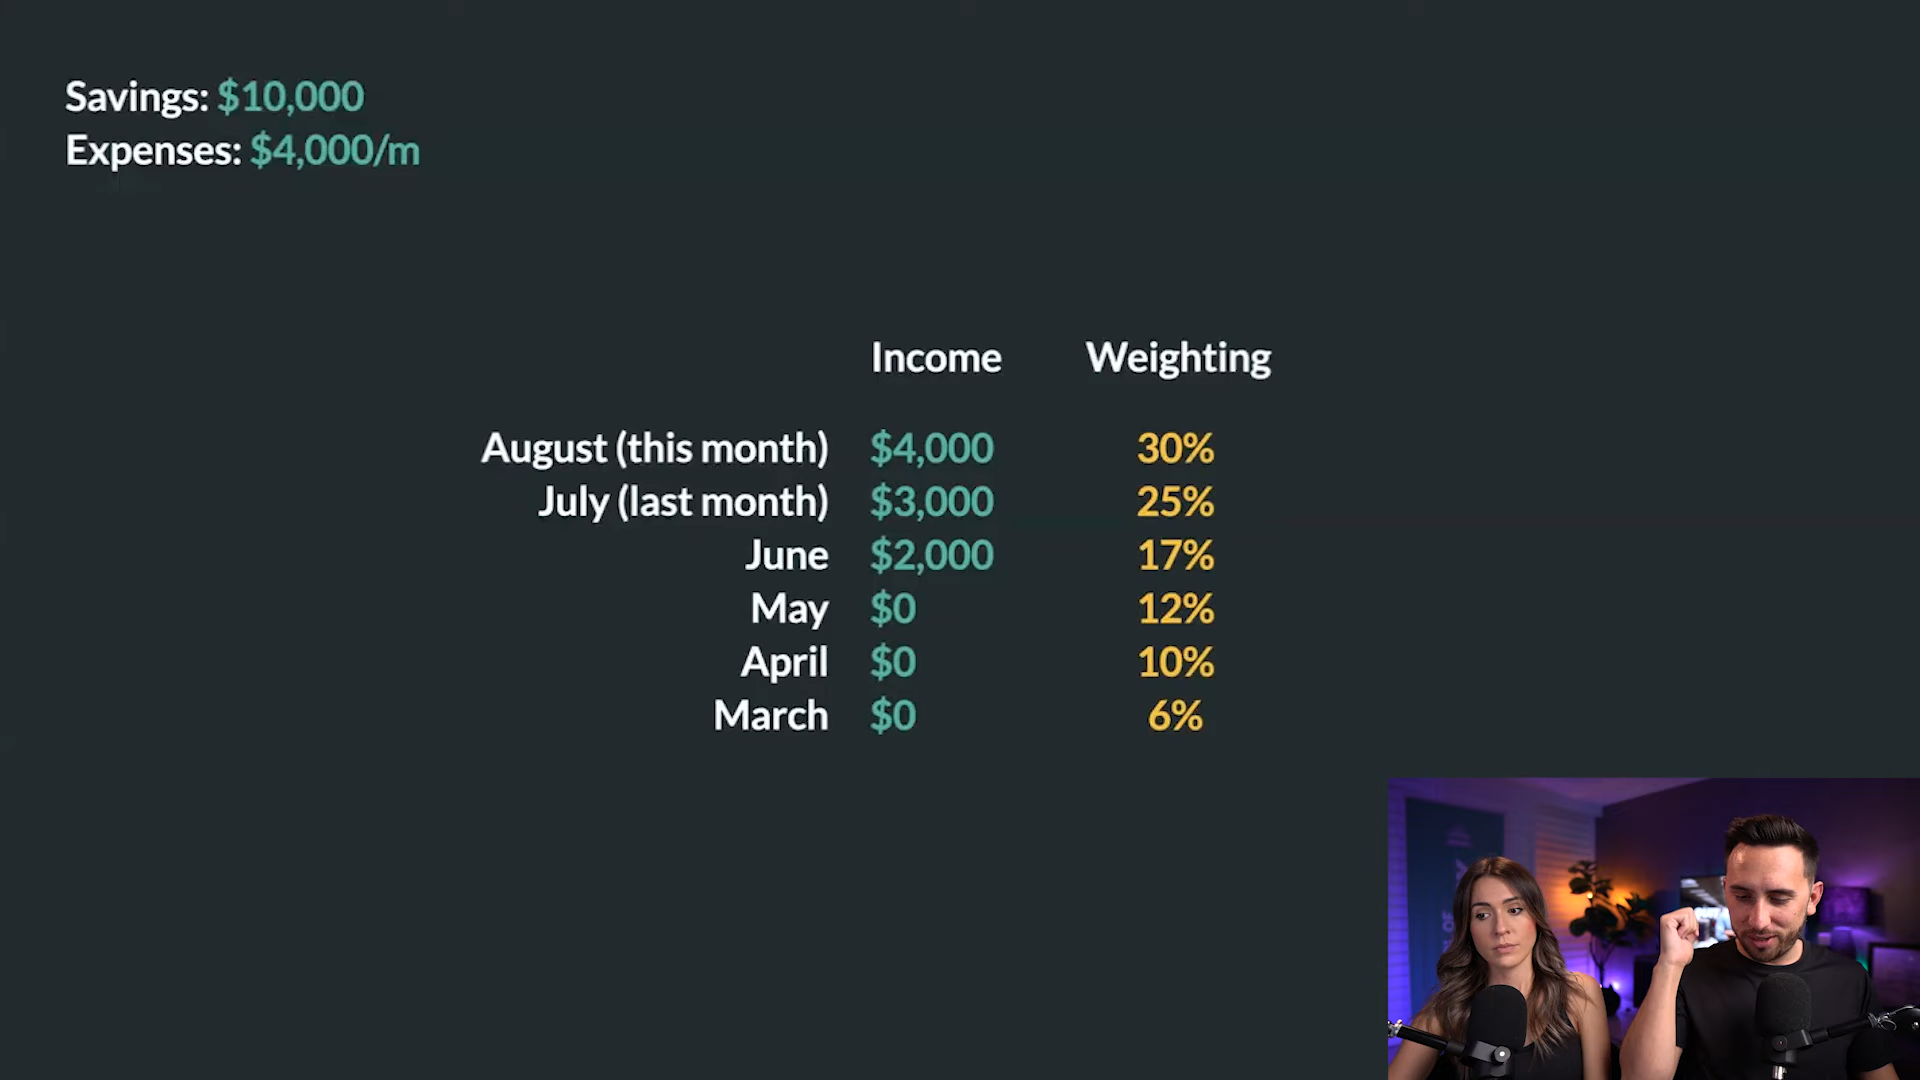 Savings: $10,000
Expenses: $4,000/m
Income Weighting
August (this month) $4,000 30%
July (last month) $3,000 25%
June $2,000 17%
May $0 12%
April $0 10%
March $0 6%